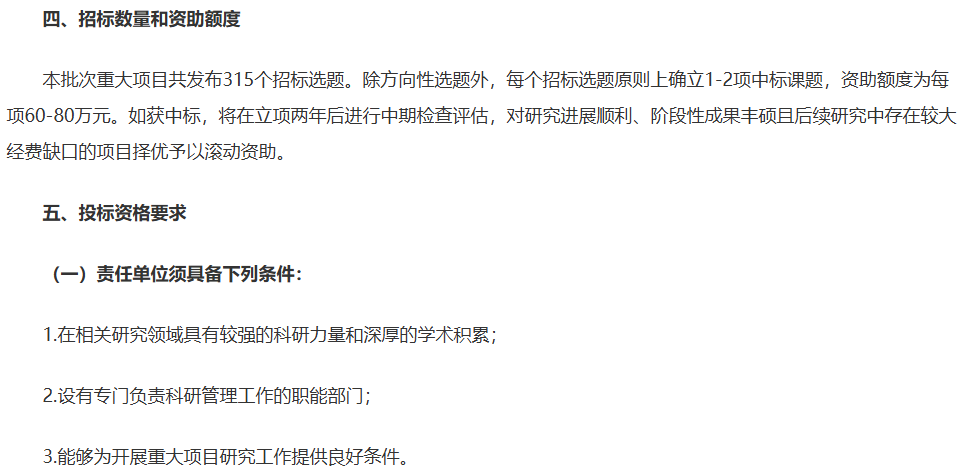 四、招标数量和资助额度
本批次重大项目共发布315个招标选题。除方向性选题外，每个招标选题原则上确立1-2项中标课题，资助额度为每
项60-80万元。如获中标，将在立项两年后进行中期检查评估，对研究进展顺利、阶段性成果丰硕且后续研究中存在较大
经费缺口的项目择优予以滚动资助。
五、投标资格要求
（一）责任单位须具备下列条件：
1.在相关研究领域具有较强的科研力量和深厚的学术积累；
2.设有专门负责科研管理工作的职能部门；
3.能够为开展重大项目研究工作提供良好条件。